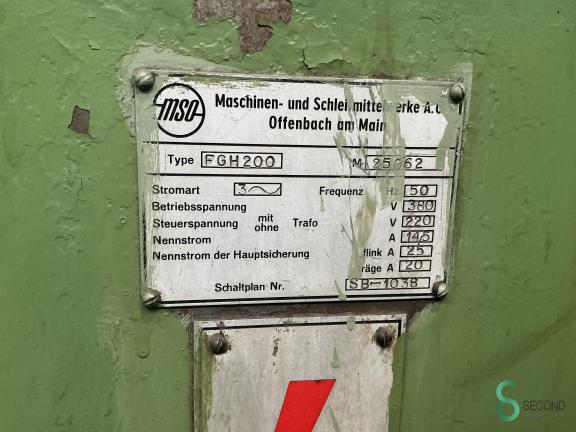 MSO
Maschinen- und Schleifmittelwerke A.G
Offenbach am Main
Type FGH200 M 25062
Stromart 3~ Frequenz Hz 50
Betriebsspannung V 380
Steuerspannung mit ohne Trafo V 220
Nennstrom A 14,5
Nennstrom der Hauptsicherung flink A 25
träge A 20
Schaltplan Nr. SB-1038
SECOND